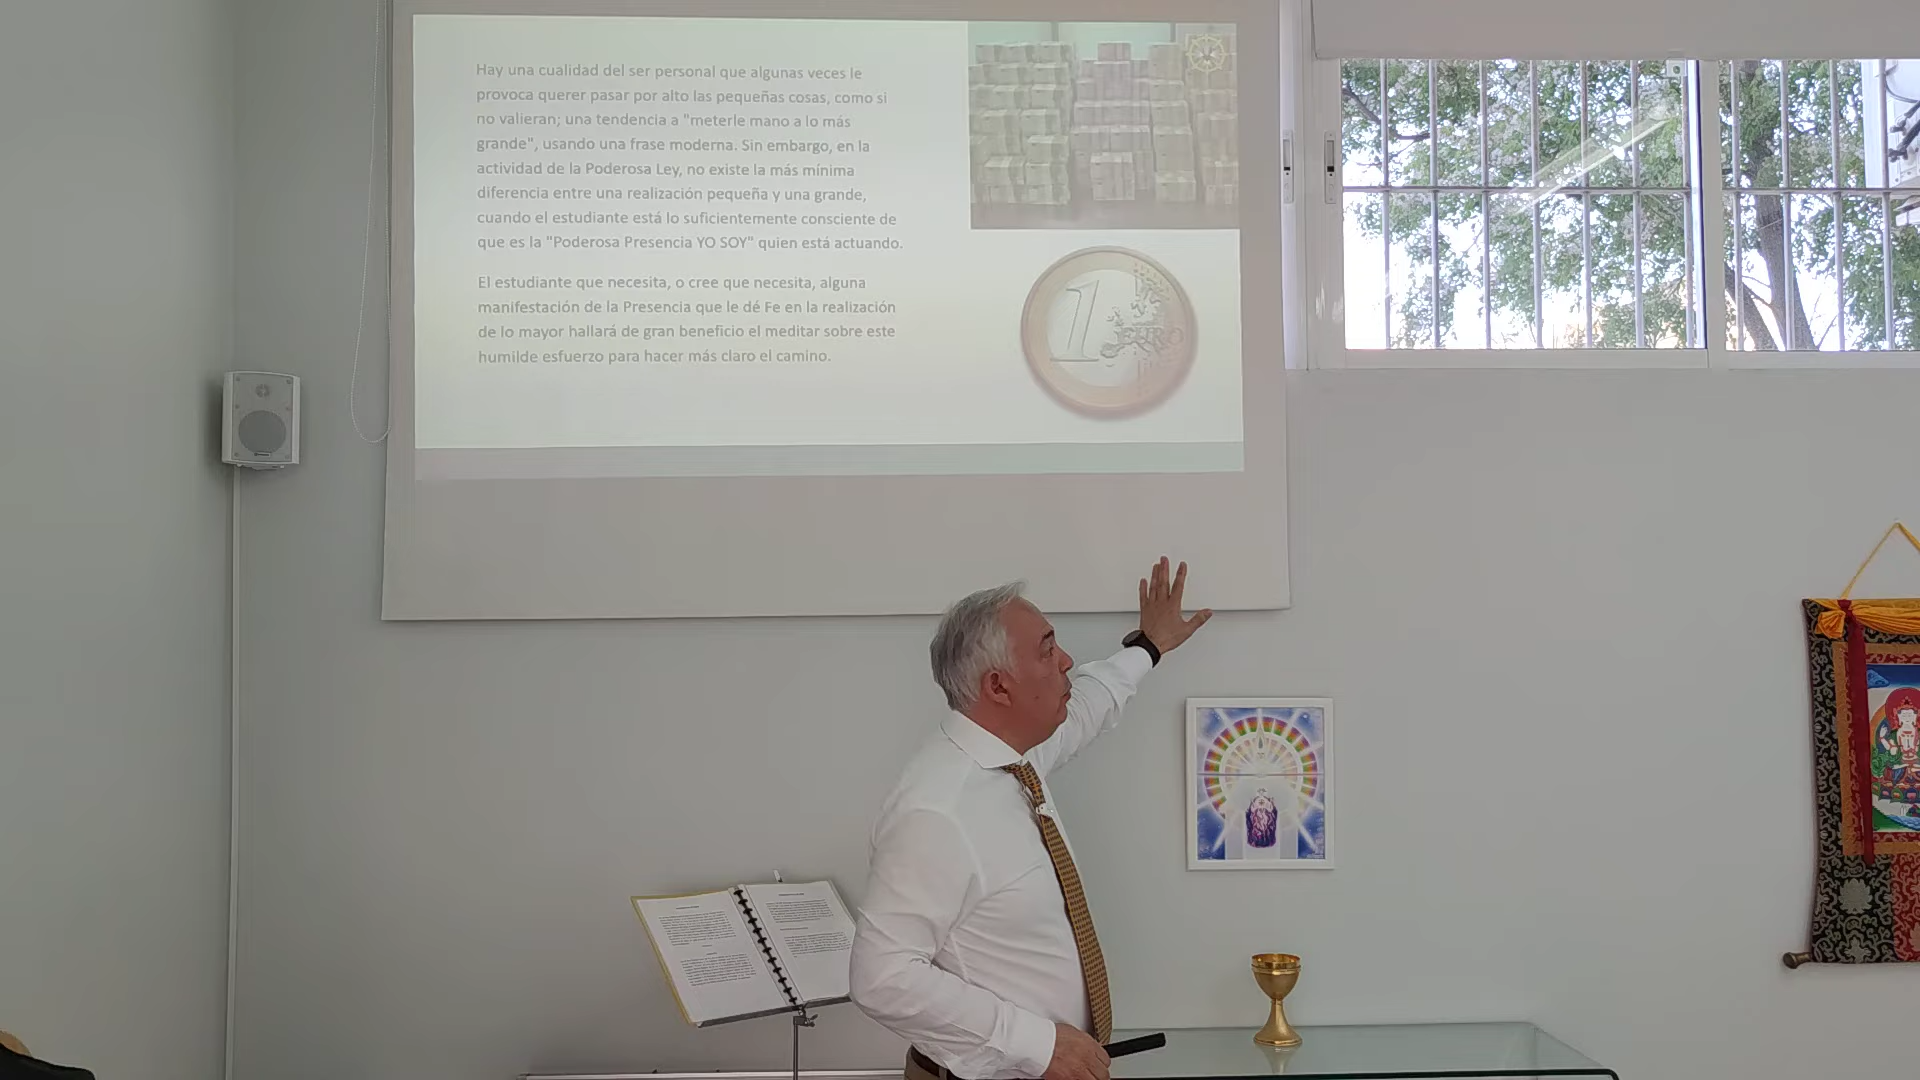 Hay una cualidad del ser personal que algunas veces le
provoca querer pasar por alto las pequeñas cosas, como si
no valieran; una tendencia a "meterle mano a lo más
grande", usando una frase moderna. Sin embargo, en la
actividad de la Poderosa Ley, no existe la más mínima
diferencia entre una realización pequeña y una grande,
cuando el estudiante está lo suficientemente consciente de
que es la "Poderosa Presencia YO SOY" quien está actuando.
El estudiante que necesita, o cree que necesita, alguna
manifestación de la Presencia que le dé Fe en la realización
de lo mayor hallará de gran beneficio el meditar sobre este
humilde esfuerzo para hacer más claro el camino.
1
EURO